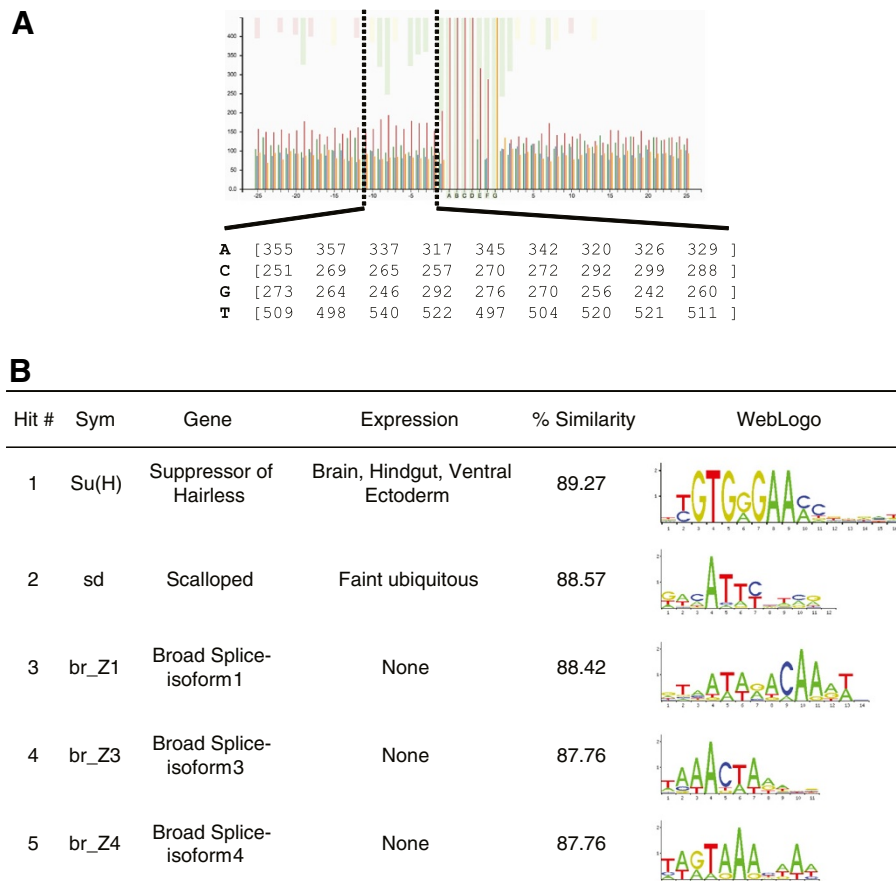 A
400
350
300
250
200
150
100
50
0.0
-25 -20 -15 -10 -5 A B C D E F G 5 10 15 20 25
A [355 357 337 317 345 342 320 326 329 ]
C [251 269 265 257 270 272 292 299 288 ]
G [273 264 246 292 276 270 256 242 260 ]
T [509 498 540 522 497 504 520 521 511 ]
B
Hit # Sym Gene Expression % Similarity WebLogo
1 Su(H) Suppressor of Hairless Brain, Hindgut, Ventral Ectoderm 89.27
2 sd Scalloped Faint ubiquitous 88.57
3 br_Z1 Broad Splice-isoform1 None 88.42
4 br_Z3 Broad Splice-isoform3 None 87.76
5 br_Z4 Broad Splice-isoform4 None 87.76